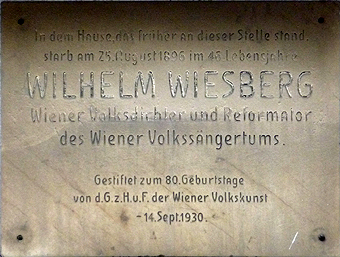 In dem Hause das früher an dieser Stelle stand,
starb am 25. August 1896 im 46. Lebensjahre
WILHELM WIESBERG
Wiener Volksdichter und Reformator
des Wiener Volkssängertums.
Gestiftet zum 80. Geburtstage
von d. G. z. H. u. F. der Wiener Volkskunst
-14. Sept. 1930.